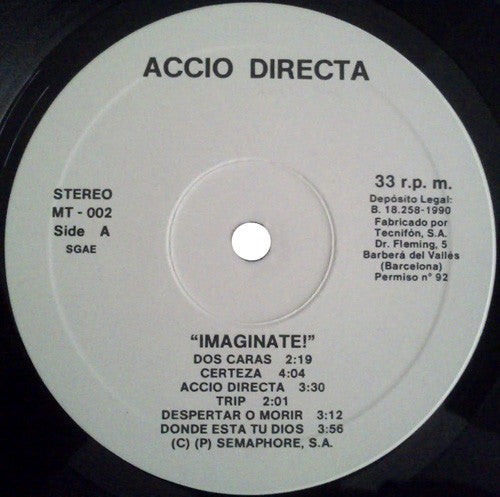 ACCIO DIRECTA
STEREO
MT - 002
Side A
SGAE
33 r.p.m.
Depósito Legal:
B. 18.258-1990
Fabricado por
Tecnifón, S.A.
Dr. Fleming, 5
Barberá del Vallés
(Barcelona)
Permiso n° 92
“IMAGINATE!”
DOS CARAS 2:19
CERTEZA 4:04
ACCIO DIRECTA 3:30
TRIP 2:01
DESPERTAR O MORIR 3:12
DONDE ESTA TU DIOS 3:56
(C) (P) SEMAPHORE, S.A.